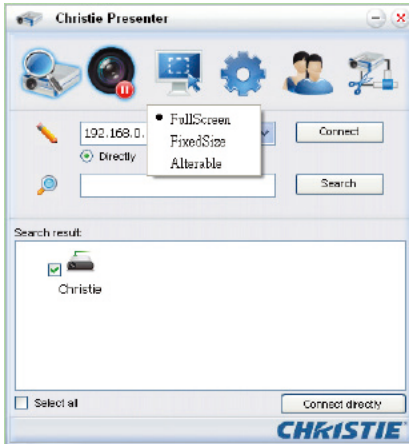 Christie Presenter
FullScreen
FixedSize
Alterable
192.168.0.
Connect
Directly
Search
Search result:
Christie
Select all
Connect directly
CHRISTIE